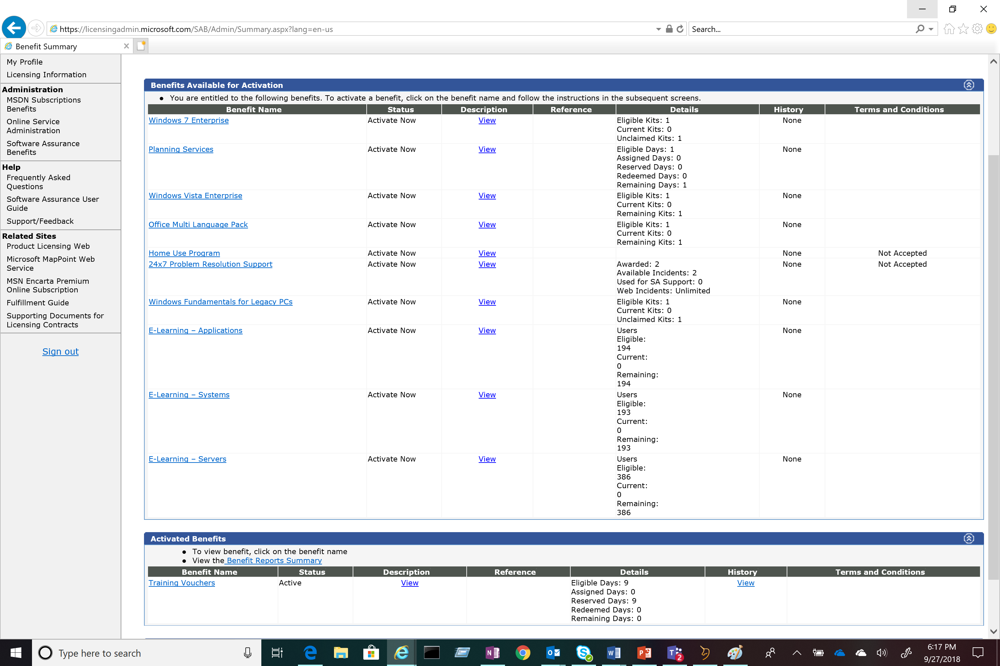 https://licensingadmin.microsoft.com/SAB/Admin/Summary.aspx?lang=en-us
Search...
Benefit Summary
My Profile
Licensing Information
Administration
MSDN Subscriptions
Benefits
Online Service
Administration
Software Assurance
Benefits
Help
Frequently Asked
Questions
Software Assurance User
Guide
Support/Feedback
Related Sites
Product Licensing Web
Microsoft MapPoint Web
Service
MSN Encarta Premium
Online Subscription
Fulfillment Guide
Supporting Documents for
Licensing Contracts
Sign out
Benefits Available for Activation
● You are entitled to the following benefits. To activate a benefit, click on the benefit name and follow the instructions in the subsequent screens.
Benefit Name Status Description Reference Details History Terms and Conditions
Windows 7 Enterprise Activate Now View Eligible Kits: 1 None
Current Kits: 0
Unclaimed Kits: 1
Planning Services Activate Now View Eligible Days: 1 None
Assigned Days: 0
Reserved Days: 0
Redeemed Days: 0
Remaining Days: 1
Windows Vista Enterprise Activate Now View Eligible Kits: 1 None
Current Kits: 0
Remaining Kits: 1
Office Multi Language Pack Activate Now View Eligible Kits: 1 None
Current Kits: 0
Remaining Kits: 1
Home Use Program Activate Now View None Not Accepted
24x7 Problem Resolution Support Activate Now View Awarded: 2 None Not Accepted
Available Incidents: 2
Used for SA Support: 0
Web Incidents: Unlimited
Windows Fundamentals for Legacy PCs Activate Now View Eligible Kits: 1 None
Current Kits: 0
Unclaimed Kits: 1
E-Learning – Applications Activate Now View Users None
Eligible:
194
Current:
0
Remaining:
194
E-Learning – Systems Activate Now View Users None
Eligible:
193
Current:
0
Remaining:
193
E-Learning – Servers Activate Now View Users None
Eligible:
386
Current:
0
Remaining:
386
Activated Benefits
● To view benefit, click on the benefit name
● View the Benefit Reports Summary
Benefit Name Status Description Reference Details History Terms and Conditions
Training Vouchers Active View Eligible Days: 9 View
Assigned Days: 0
Reserved Days: 9
Redeemed Days: 0
Remaining Days: 0
Type here to search
6:17 PM
9/27/2018